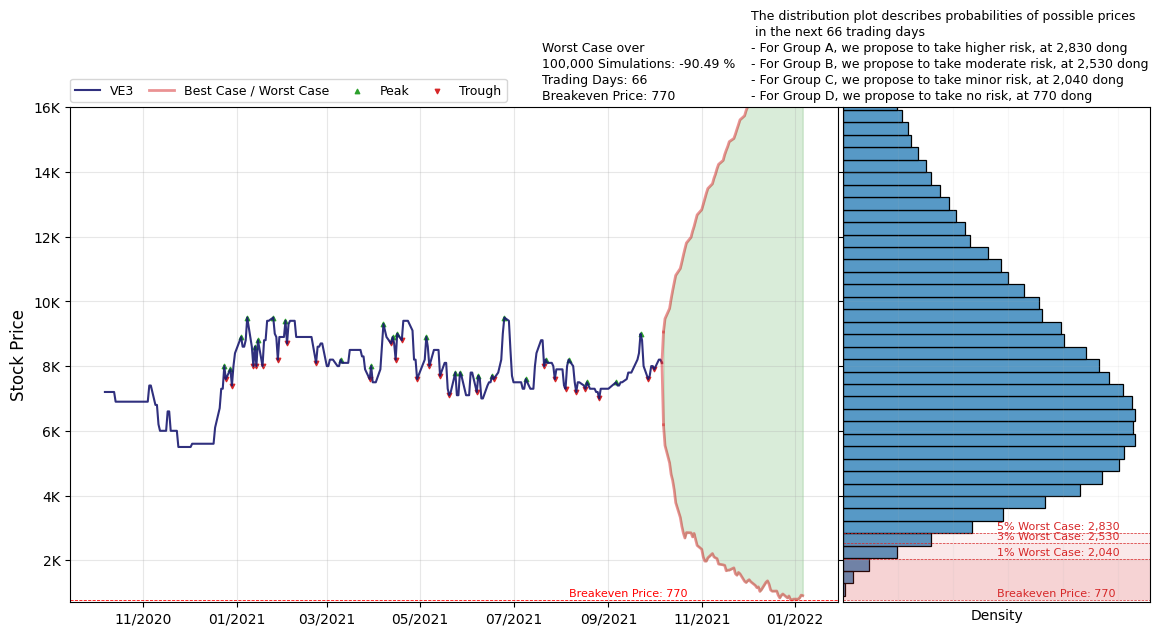 The distribution plot describes probabilities of possible prices
in the next 66 trading days
- For Group A, we propose to take higher risk, at 2,830 dong
- For Group B, we propose to take moderate risk, at 2,530 dong
- For Group C, we propose to take minor risk, at 2,040 dong
- For Group D, we propose to take no risk, at 770 dong
Worst Case over
100,000 Simulations: -90.49 %
Trading Days: 66
Breakeven Price: 770
VE3
Best Case / Worst Case
Peak
Trough
Stock Price
16K
14K
12K
10K
8K
6K
4K
2K
Breakeven Price: 770
11/2020
01/2021
03/2021
05/2021
07/2021
09/2021
11/2021
01/2022
5% Worst Case: 2,830
3% Worst Case: 2,530
1% Worst Case: 2,040
Breakeven Price: 770
Density